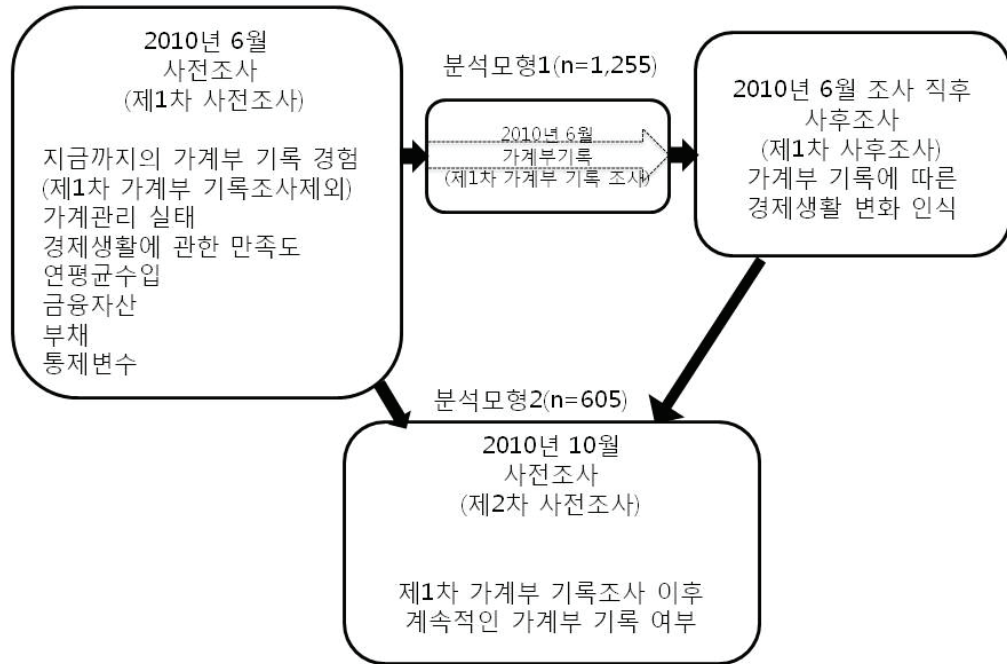 2010년 6월
사전조사
(제1차 사전조사)
지금까지의 가계부 기록 경험
(제1차 가계부 기록조사제외)
가계관리 실태
경제생활에 관한 만족도
연평균수입
금융자산
부채
통제변수
분석모형1(n=1,255)
2010년 6월
가계부기록
(제1차 가계부 기록 조사)
2010년 6월 조사 직후
사후조사
(제1차 사후조사)
가계부 기록에 따른
경제생활 변화 인식
분석모형2(n=605)
2010년 10월
사전조사
(제2차 사전조사)
제1차 가계부 기록조사 이후
계속적인 가계부 기록 여부